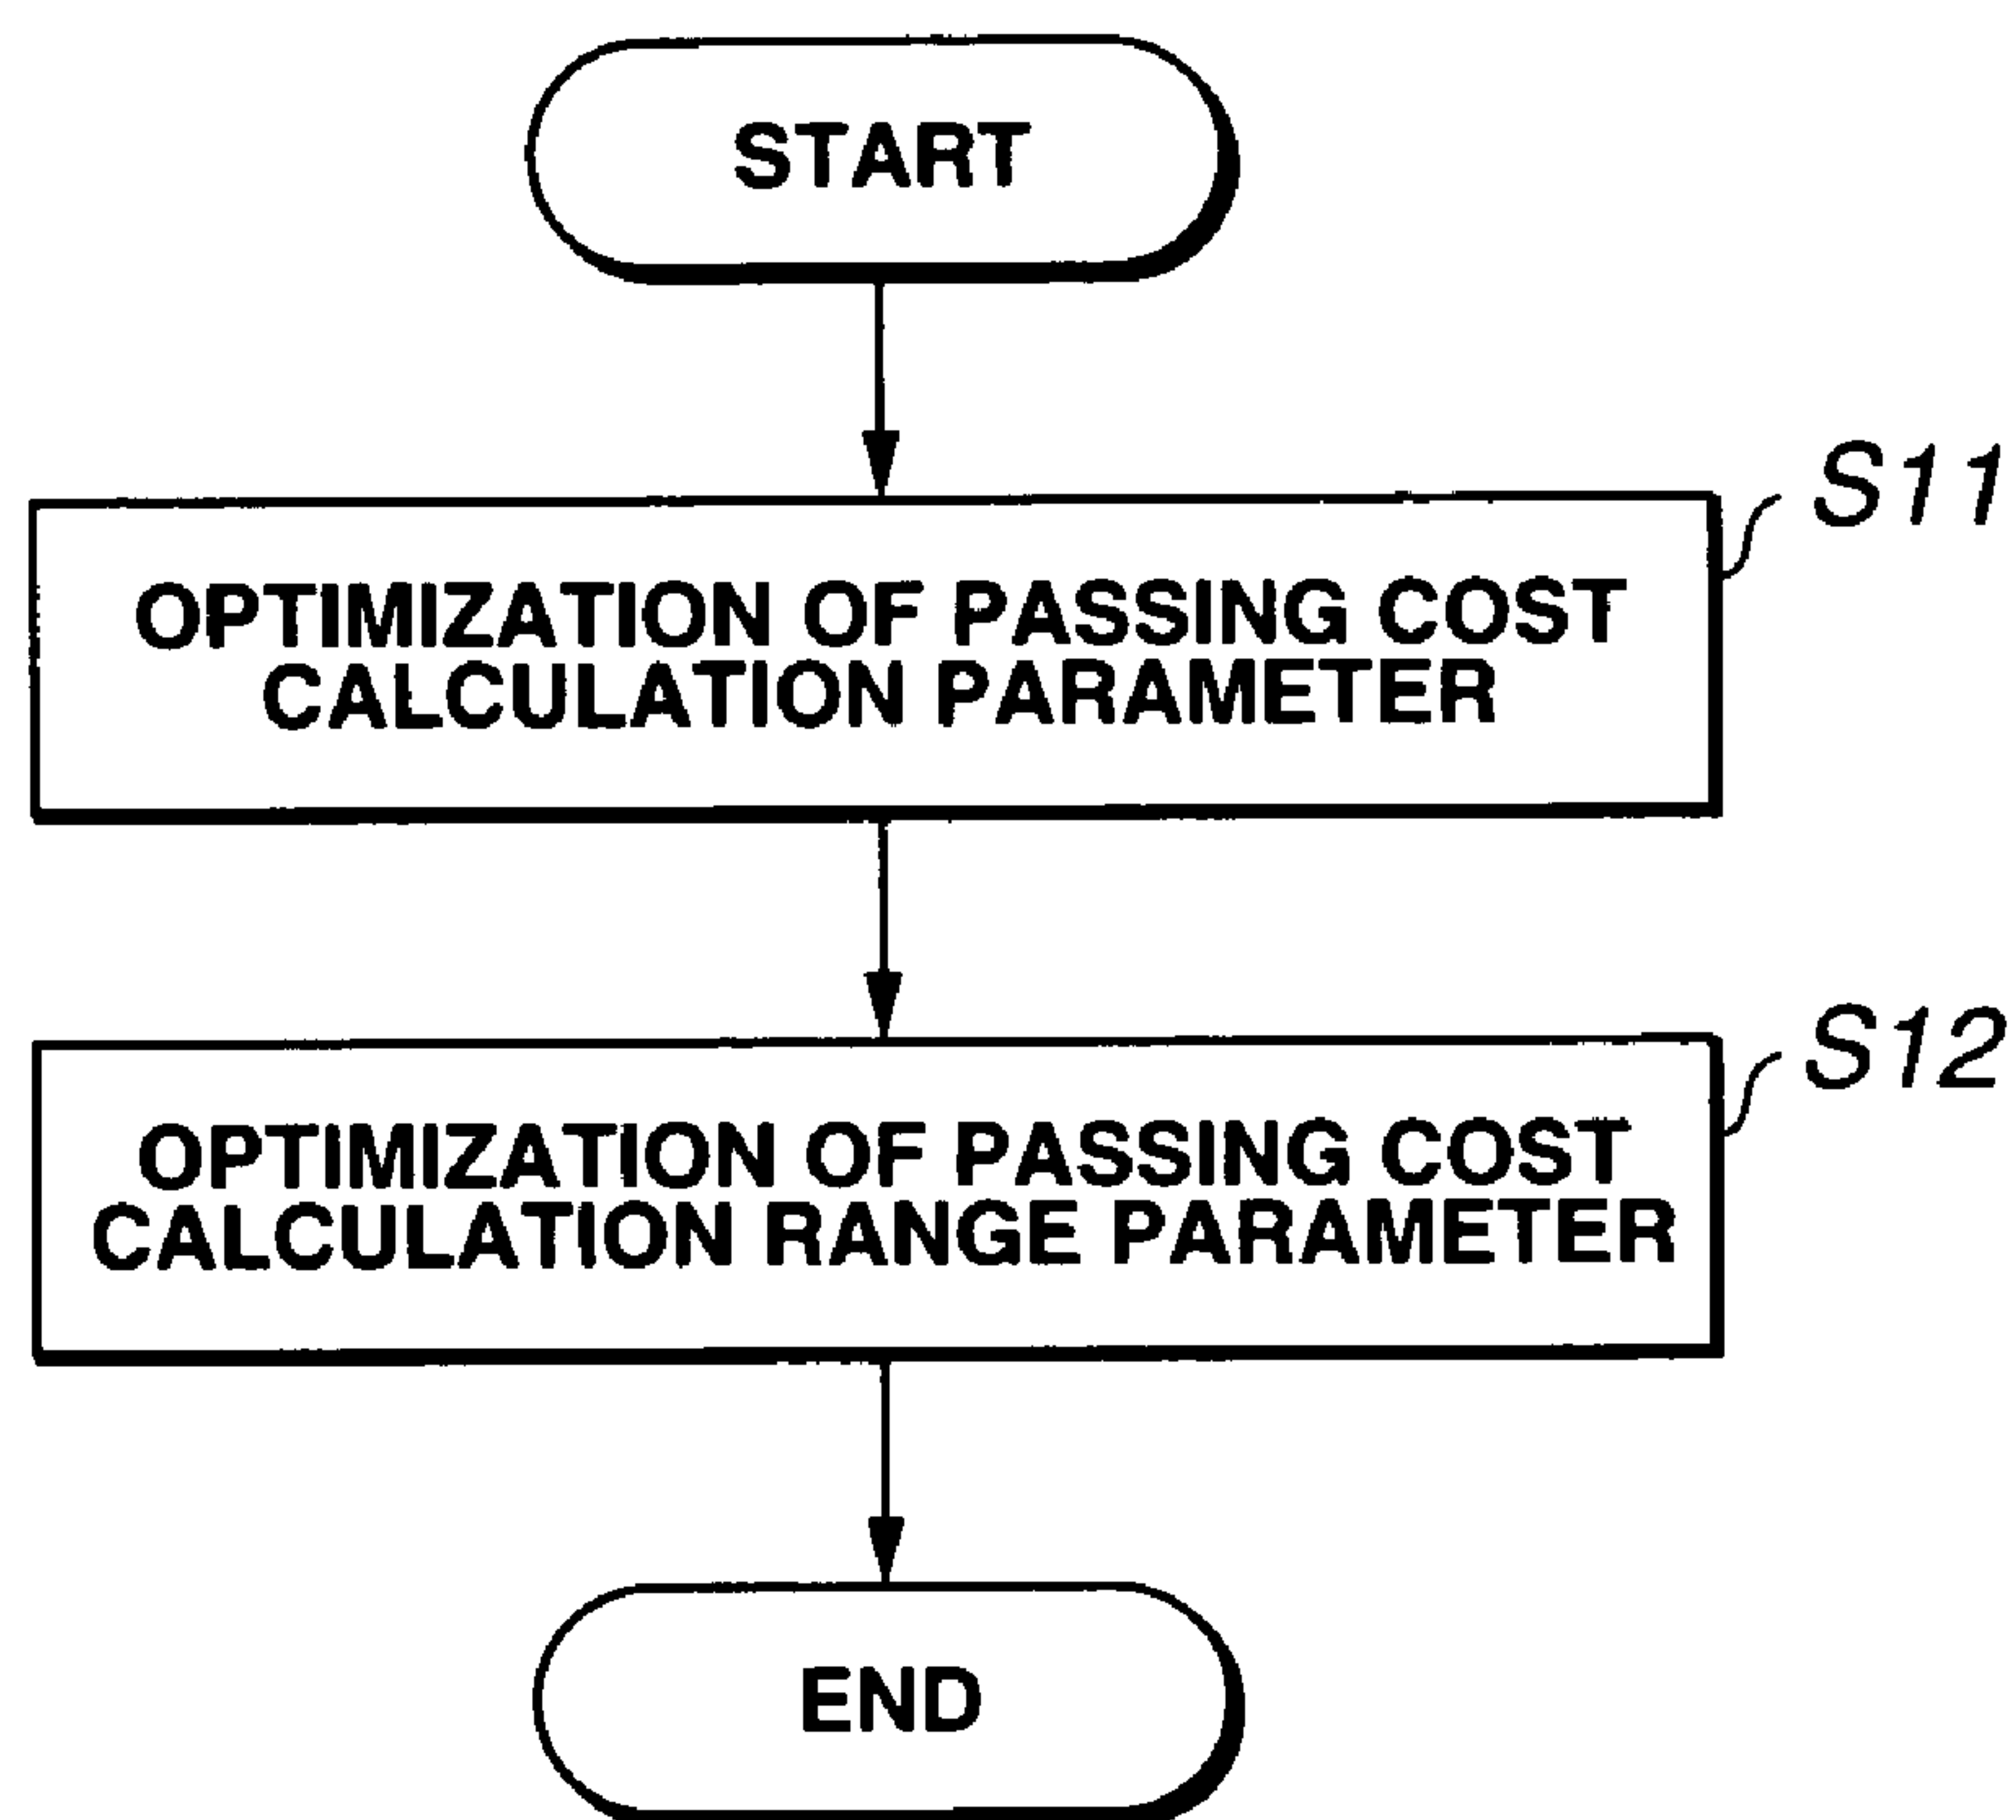 START
S11
OPTIMIZATION OF PASSING COST
CALCULATION PARAMETER
S12
OPTIMIZATION OF PASSING COST
CALCULATION RANGE PARAMETER
END